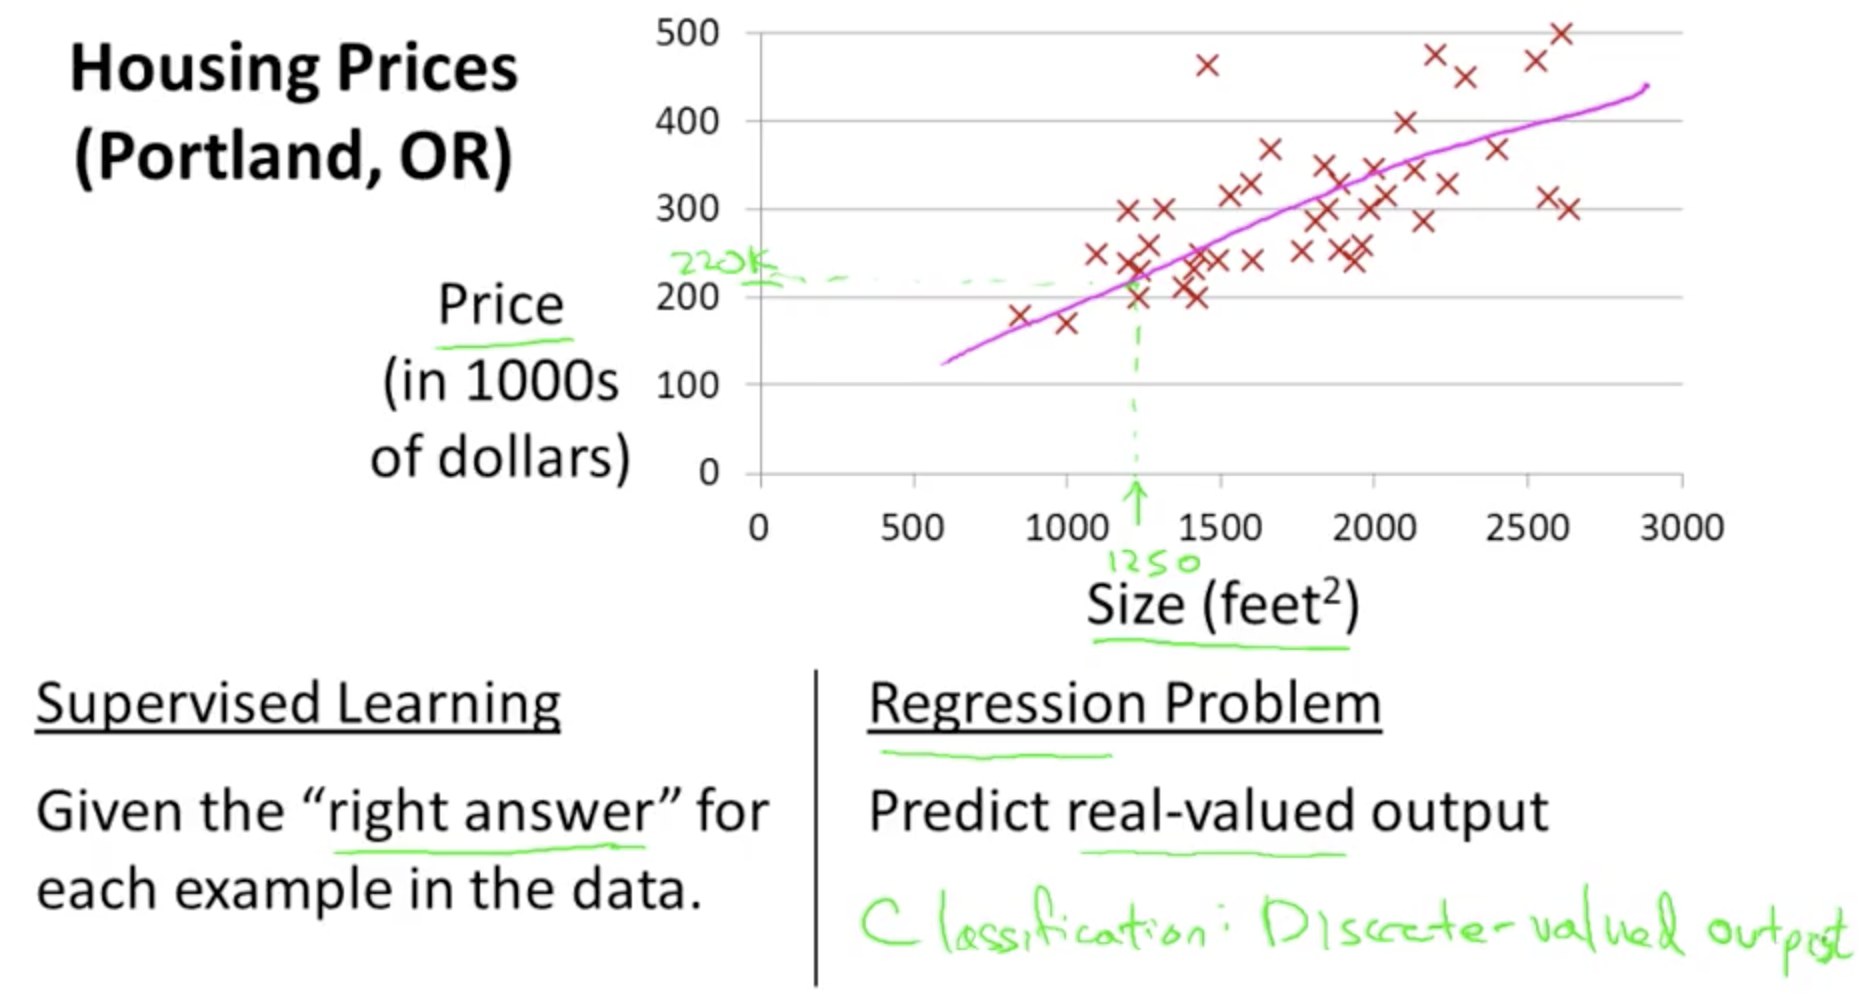 Housing Prices
(Portland, OR)
500
400
300
220K
200
100
0
Price
(in 1000s
of dollars)
0 500 1000 1500 2000 2500 3000
1250
Size (feet²)
Supervised Learning
Given the “right answer” for
each example in the data.
Regression Problem
Predict real-valued output
Classification: Discrete-valued output